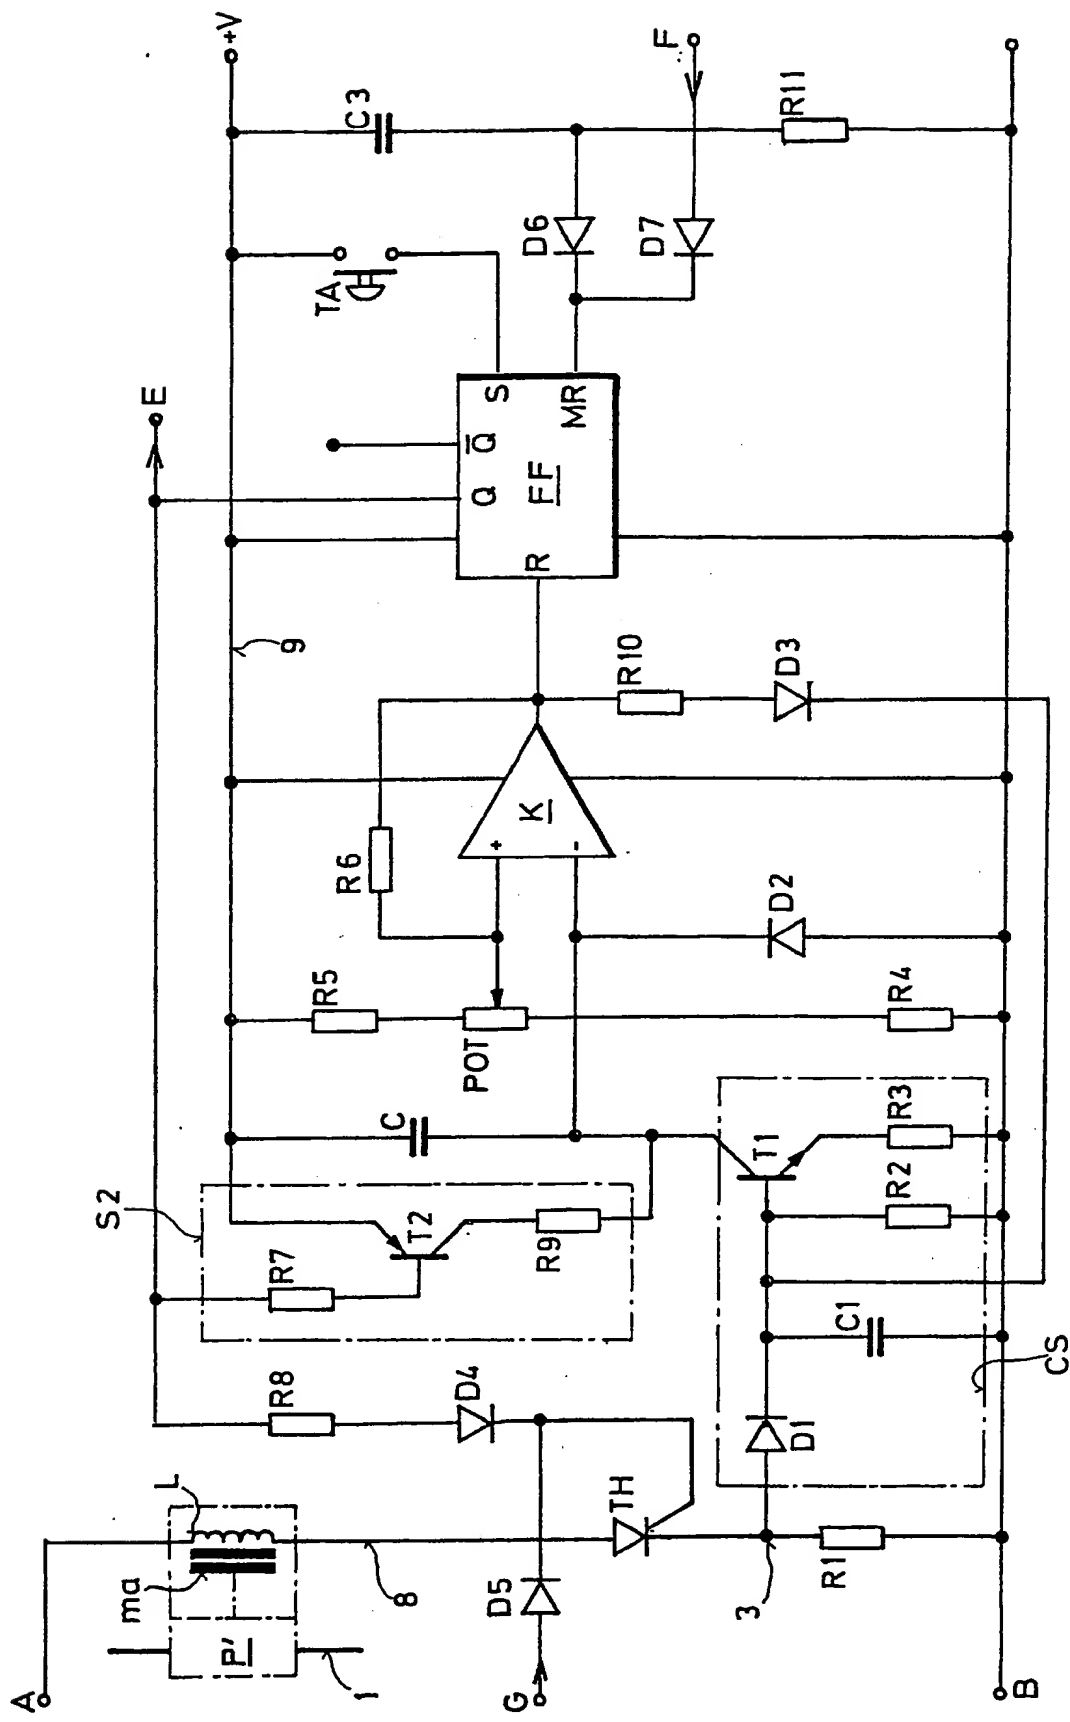 A
B
G
E
F
+V
1
P'
ma
L
8
3
R1
TH
D5
D4
R8
D1
CS
C1
R2
R3
T1
S2
R7
T2
R9
C
POT
R5
R4
D2
R6
K
+
-
R10
D3
9
R
FF
Q
Q̅
S
MR
TA
D6
D7
C3
R11